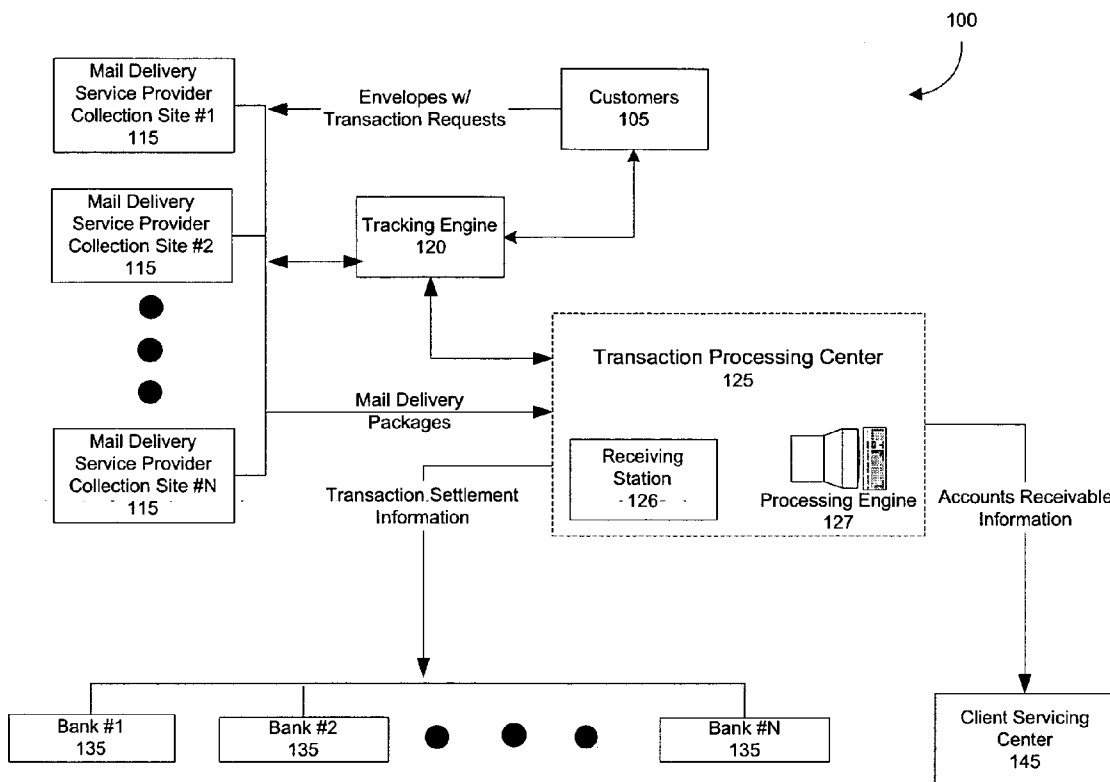 100
Mail Delivery
Service Provider
Collection Site #1
115
Envelopes w/
Transaction Requests
Customers
105
Mail Delivery
Service Provider
Collection Site #2
115
Tracking Engine
120
Transaction Processing Center
125
Mail Delivery
Packages
Mail Delivery
Service Provider
Collection Site #N
115
Receiving
Station
126
Processing Engine
127
Transaction Settlement
Information
Accounts Receivable
Information
Bank #1
135
Bank #2
135
Bank #N
135
Client Servicing
Center
145